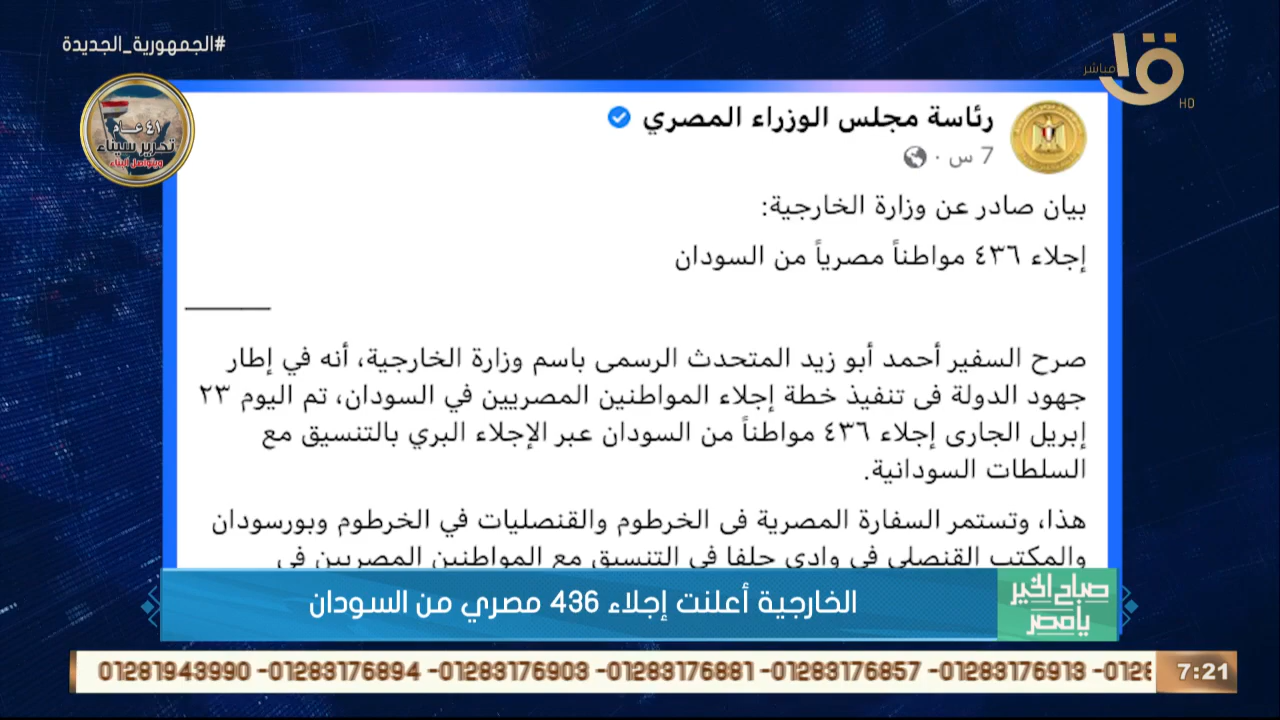 #الجمهورية_الجديدة
مباشر
HD
٤١ عــام
تحرير سيناء
ويتواصل البناء
رئاسة مجلس الوزراء المصري
7 س ·
بيان صادر عن وزارة الخارجية:
إجلاء ٤٣٦ مواطناً مصرياً من السودان
صرح السفير أحمد أبو زيد المتحدث الرسمى باسم وزارة الخارجية، أنه في إطار
جهود الدولة فى تنفيذ خطة إجلاء المواطنين المصريين في السودان، تم اليوم ٢٣
إبريل الجارى إجلاء ٤٣٦ مواطناً من السودان عبر الإجلاء البري بالتنسيق مع
السلطات السودانية.
هذا، وتستمر السفارة المصرية فى الخرطوم والقنصليات في الخرطوم وبورسودان
والمكتب القنصلي في وادي حلفا في التنسيق مع المواطنين المصريين في
صباح الخير
يا مصر
الخارجية أعلنت إجلاء 436 مصري من السودان
01281943990 -01283176894 -01283176903 -01283176881 -01283176857 -01283176913 -0128
7:21